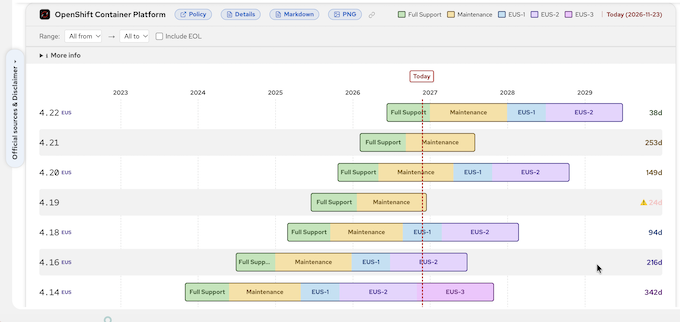 OpenShift Container Platform Policy Details Markdown PNG Full Support Maintenance EUS-1 EUS-2 EUS-3 Today (2026-11-23)
Range: All from → All to Include EOL
▶ More info
Official sources & Disclaimer
Today
2023 2024 2025 2026 2027 2028 2029
4.22 EUS Full Support Maintenance EUS-1 EUS-2 38d
4.21 Full Support Maintenance 253d
4.20 EUS Full Support Maintenance EUS-1 EUS-2 149d
4.19 Full Support Maintenance 24d
4.18 EUS Full Support Maintenance EUS-1 EUS-2 94d
4.16 EUS Full Supp... Maintenance EUS-1 EUS-2 216d
4.14 EUS Full Support Maintenance EUS-1 EUS-2 EUS-3 342d